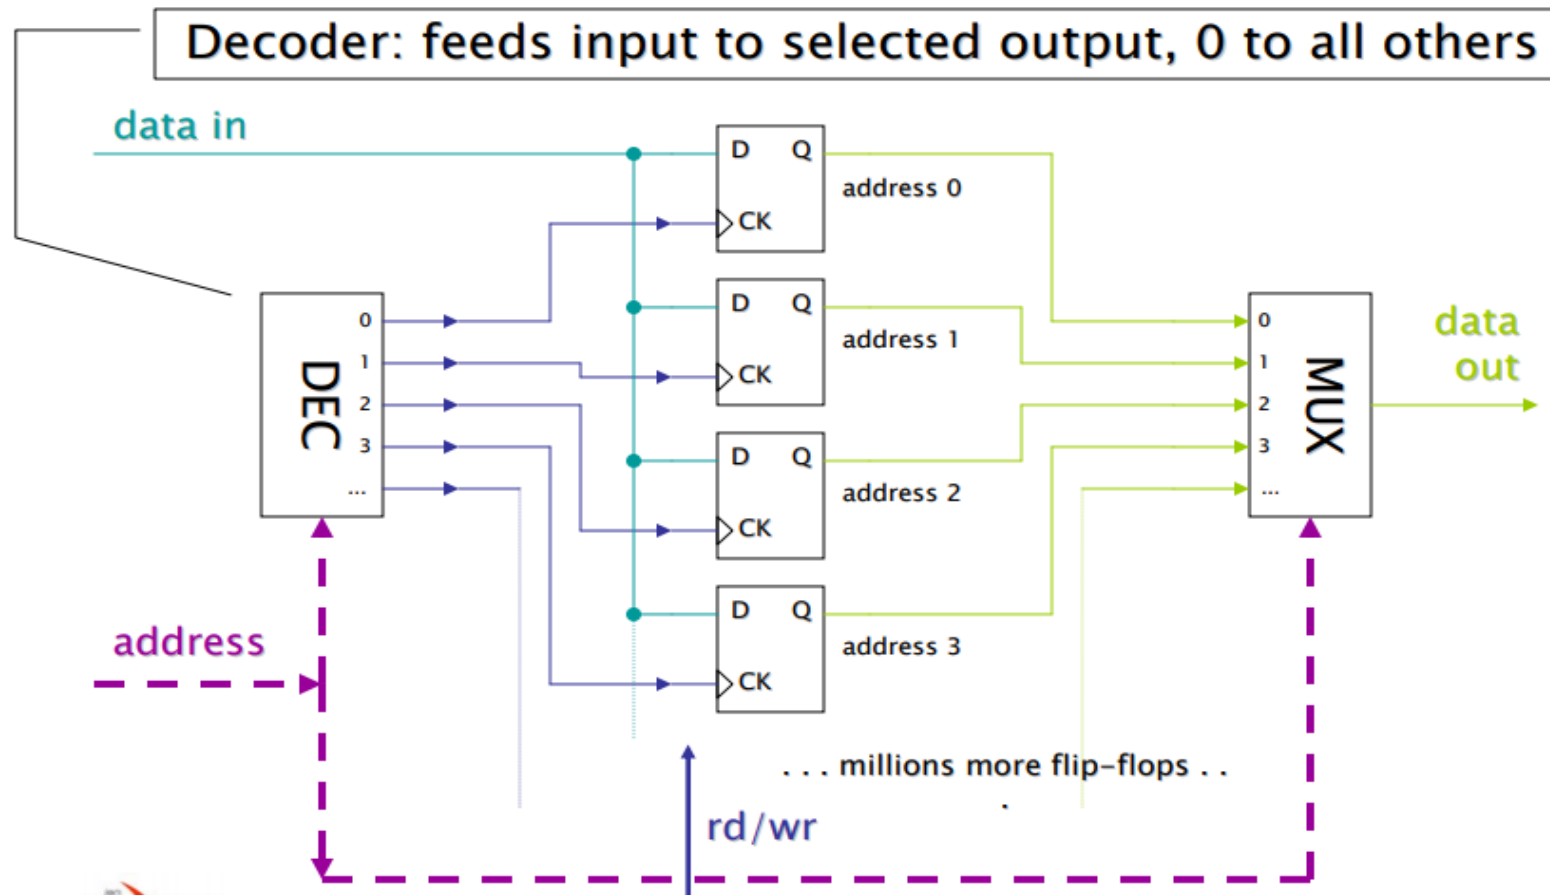 Decoder: feeds input to selected output, 0 to all others
data in
D Q
address 0
CK
D Q
address 1
CK
0
1
2
3
...
DEC
0
1
2
3
...
MUX
data
out
D Q
address 2
CK
D Q
address 3
CK
address
. . . millions more flip-flops . .
.
rd/wr